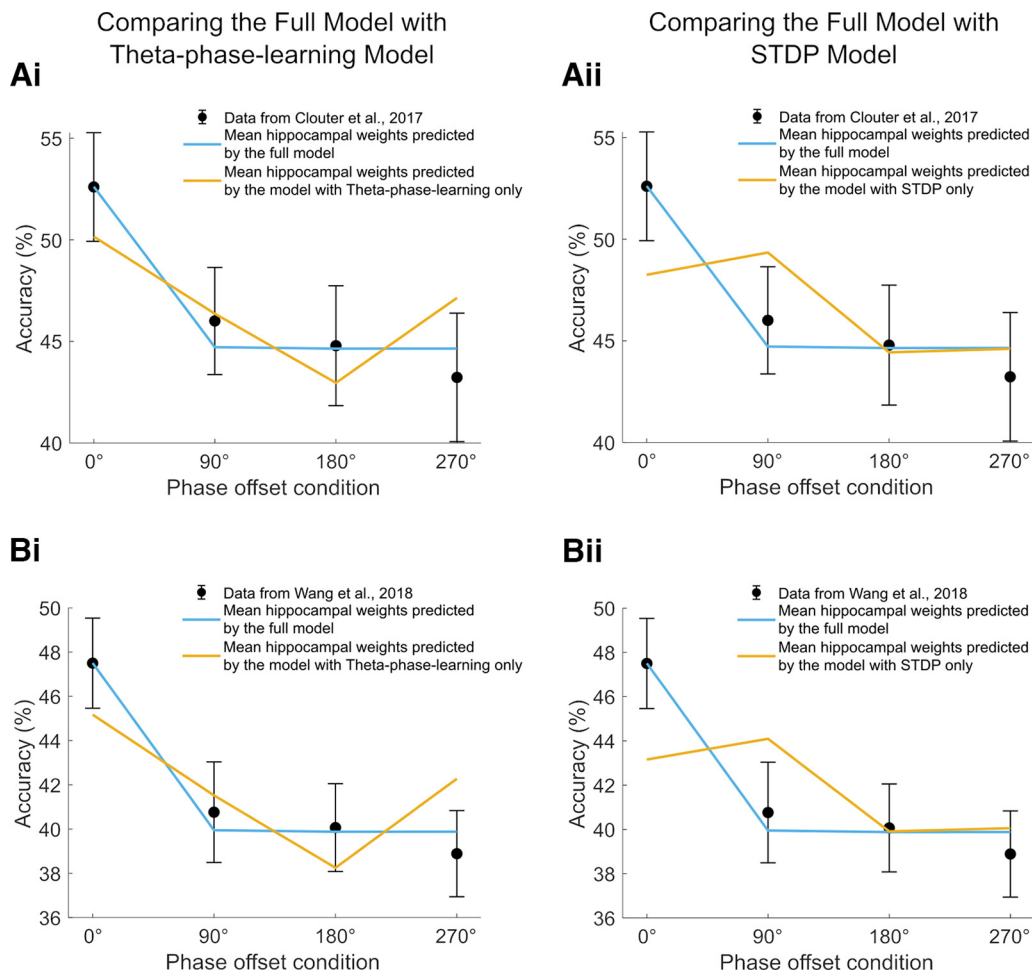 Comparing the Full Model with
Theta-phase-learning Model
Comparing the Full Model with
STDP Model
Ai
Data from Clouter et al., 2017
Mean hippocampal weights predicted
by the full model
Mean hippocampal weights predicted
by the model with Theta-phase-learning only
55
50
45
40
Accuracy (%)
0°
90°
180°
270°
Phase offset condition
Aii
Data from Clouter et al., 2017
Mean hippocampal weights predicted
by the full model
Mean hippocampal weights predicted
by the model with STDP only
55
50
45
40
Accuracy (%)
0°
90°
180°
270°
Phase offset condition
Bi
Data from Wang et al., 2018
Mean hippocampal weights predicted
by the full model
Mean hippocampal weights predicted
by the model with Theta-phase-learning only
50
48
46
44
42
40
38
36
Accuracy (%)
0°
90°
180°
270°
Phase offset condition
Bii
Data from Wang et al., 2018
Mean hippocampal weights predicted
by the full model
Mean hippocampal weights predicted
by the model with STDP only
50
48
46
44
42
40
38
36
Accuracy (%)
0°
90°
180°
270°
Phase offset condition